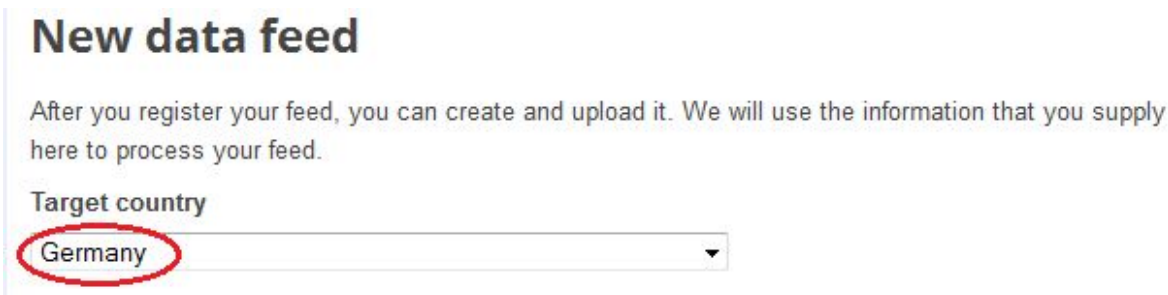 New data feed
After you register your feed, you can create and upload it. We will use the information that you supply
here to process your feed.
Target country
Germany